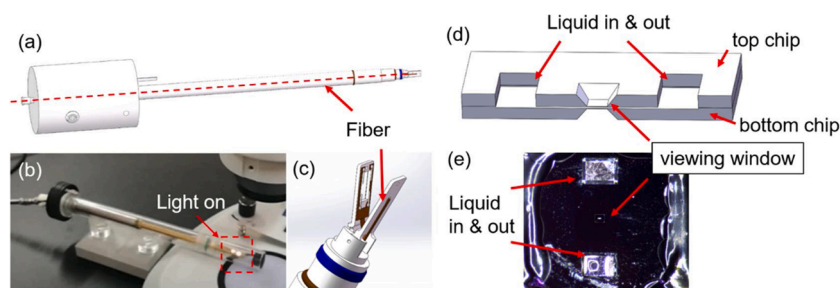 (a)
Fiber
(b)
Light on
(c)
(d)
Liquid in & out
top chip
bottom chip
viewing window
(e)
Liquid
in & out